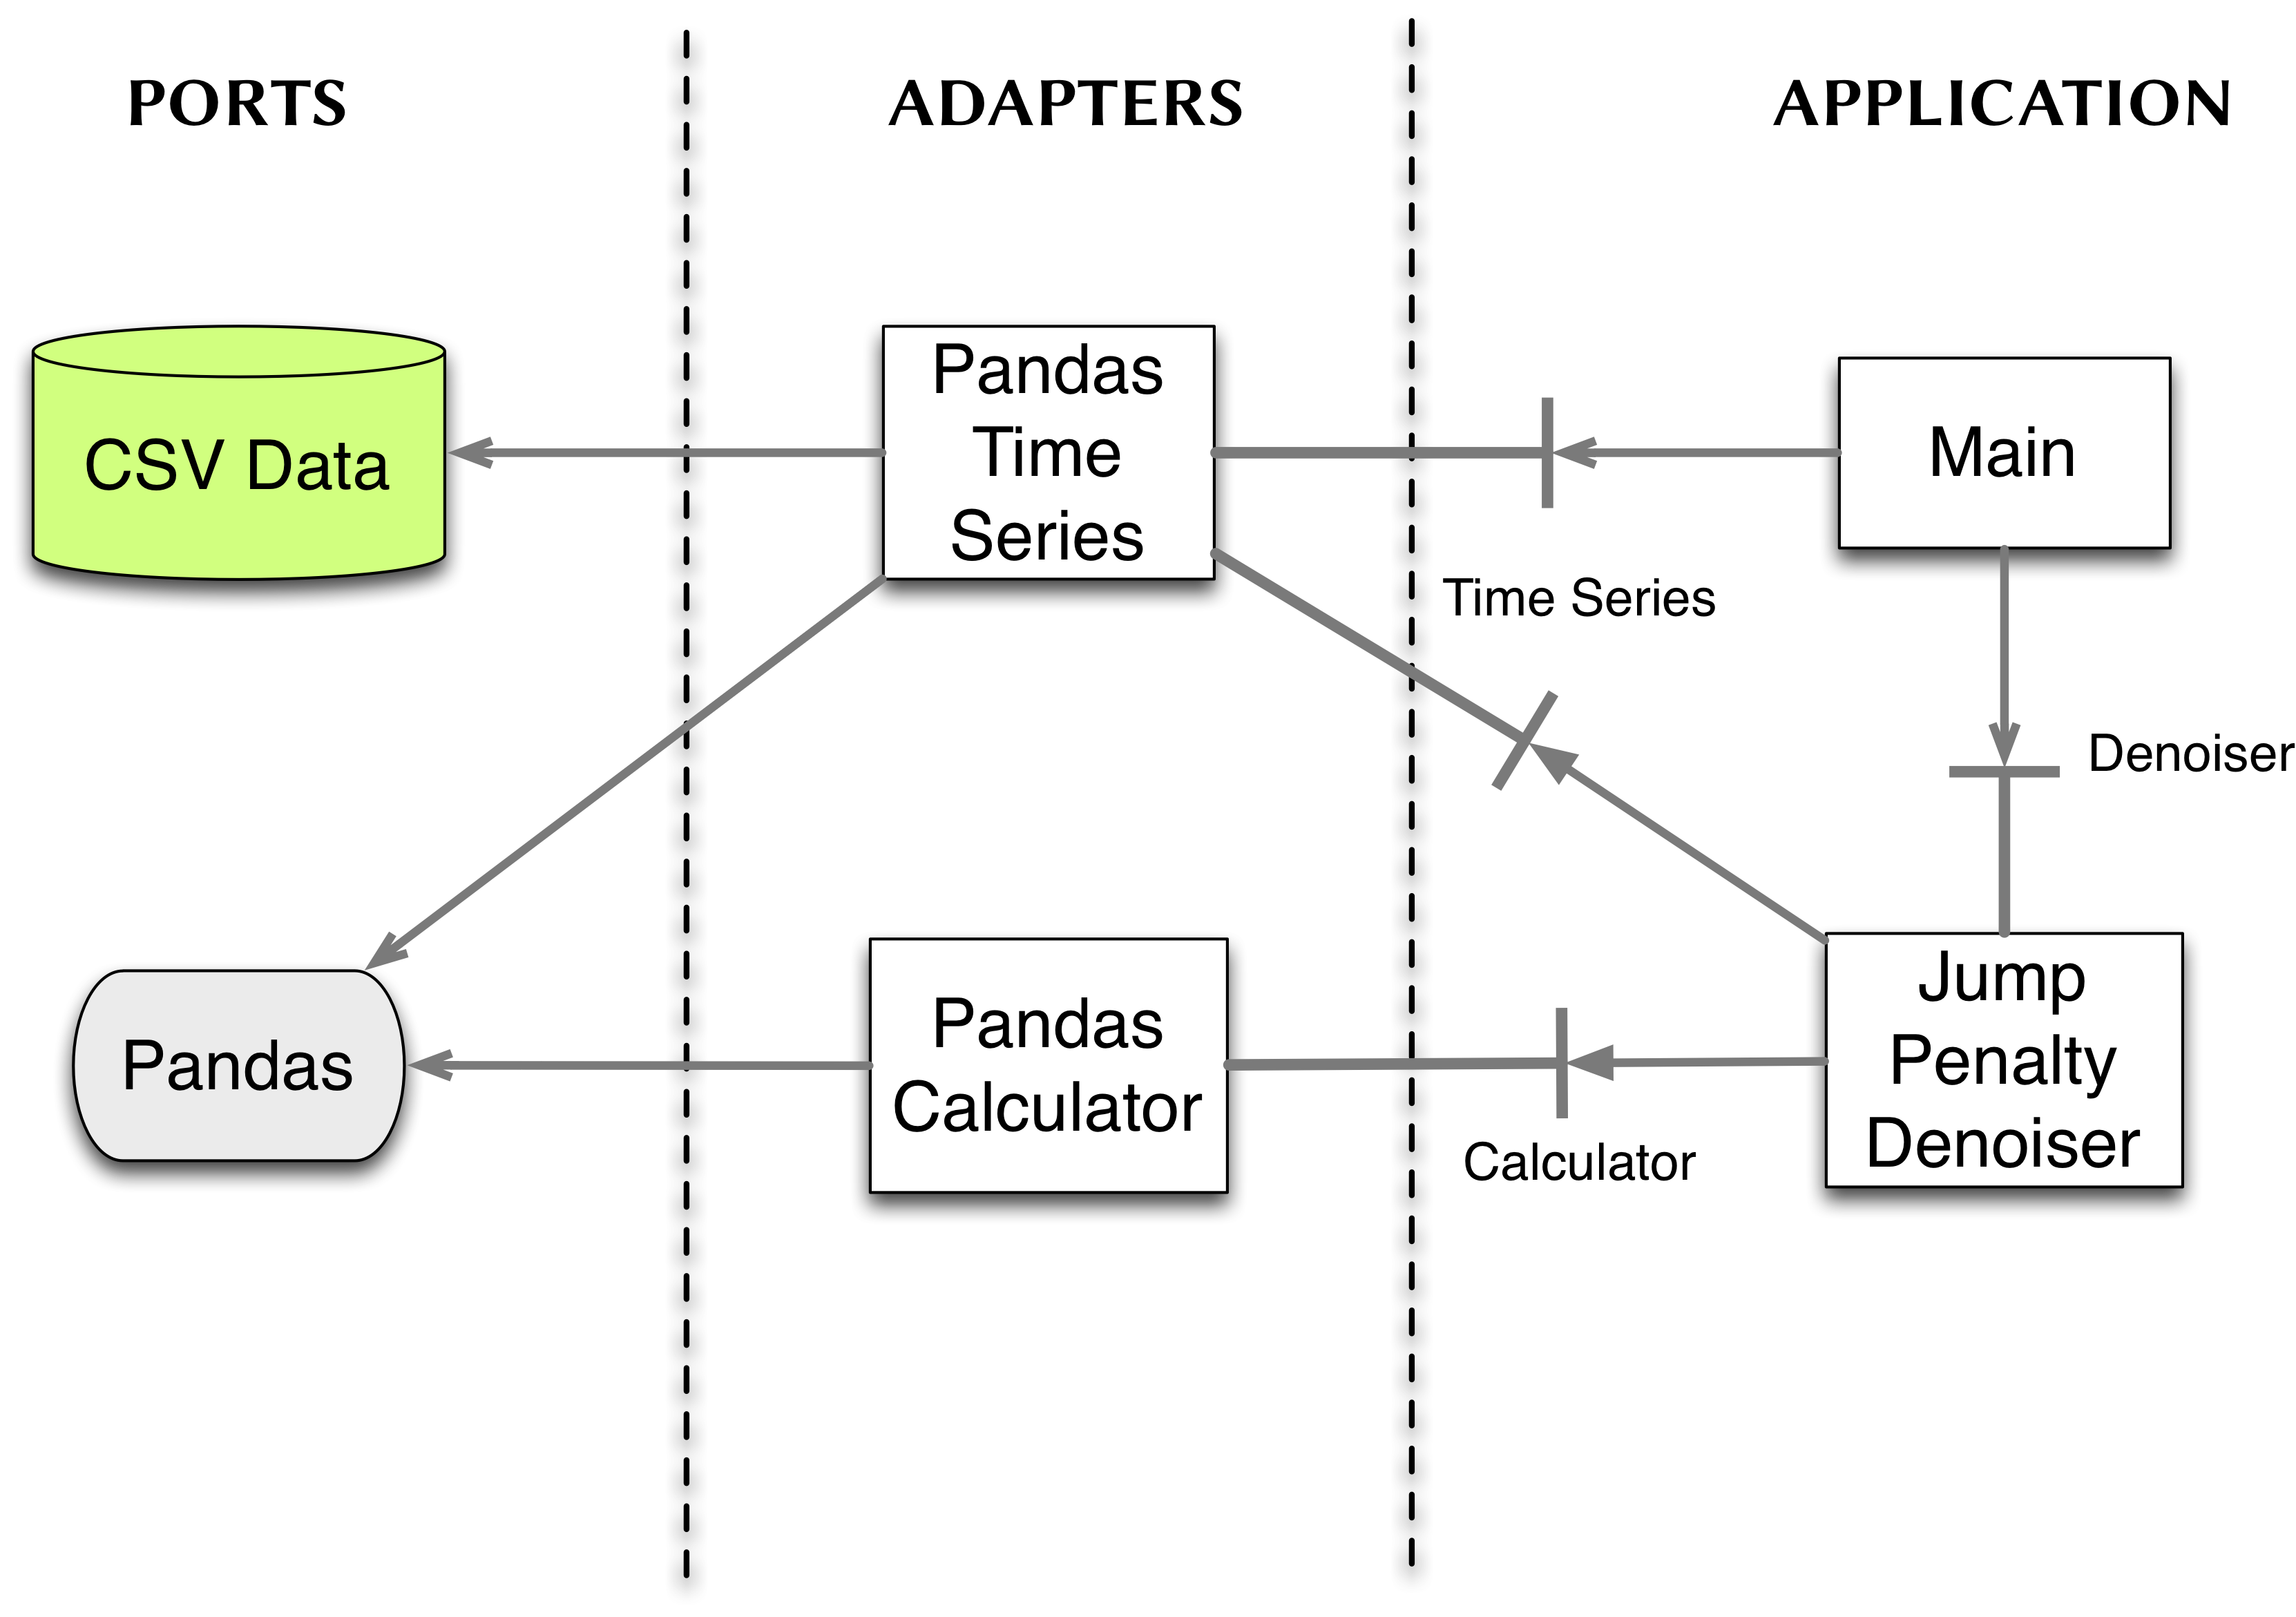 PORTS
ADAPTERS
APPLICATION
CSV Data
Pandas
Time
Series
Main
Time Series
Denoiser
Pandas
Pandas
Calculator
Calculator
Jump
Penalty
Denoiser